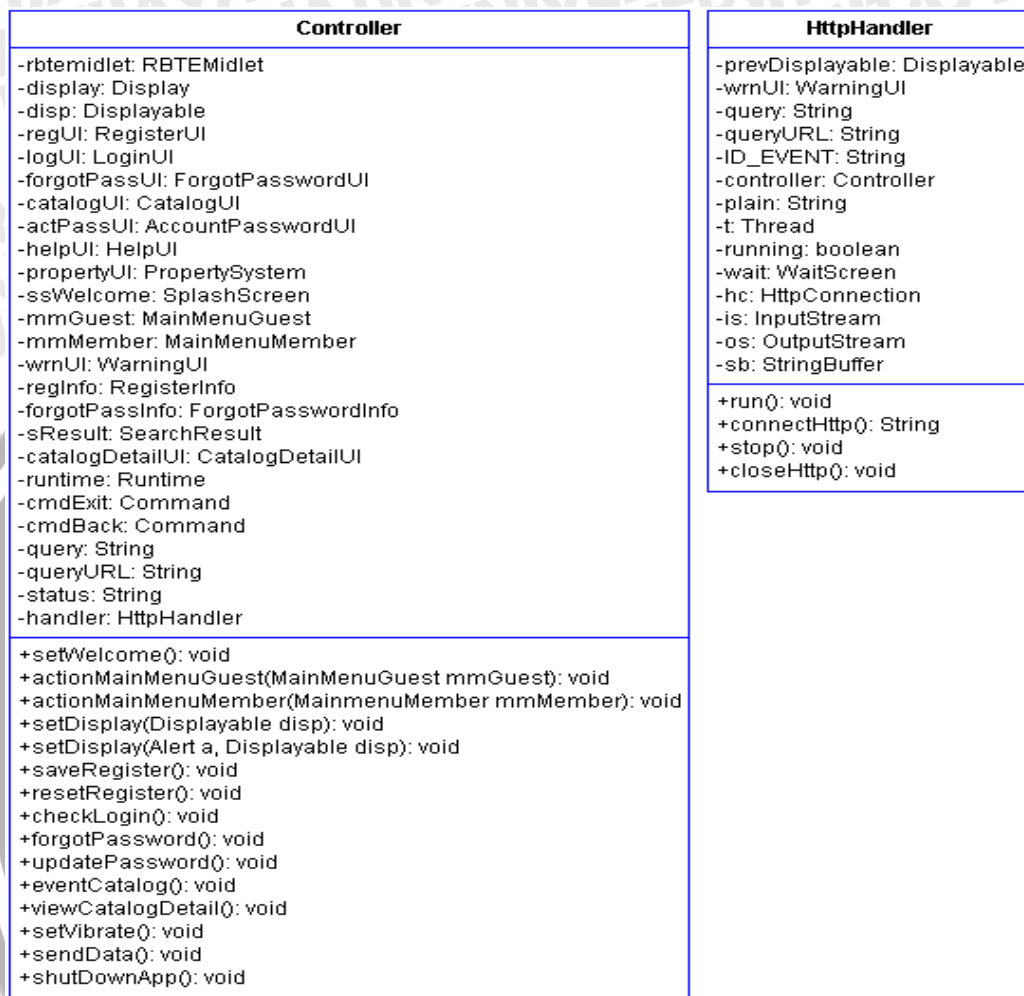 Controller
-rbtemidlet: RBTEMidlet
-display: Display
-disp: Displayable
-regUI: RegisterUI
-logUI: LoginUI
-forgotPassUI: ForgotPasswordUI
-catalogUI: CatalogUI
-actPassUI: AccountPasswordUI
-helpUI: HelpUI
-propertyUI: PropertySystem
-ssWelcome: SplashScreen
-mmGuest: MainMenuGuest
-mmMember: MainMenuMember
-wrnUI: WarningUI
-regInfo: RegisterInfo
-forgotPassInfo: ForgotPasswordInfo
-sResult: SearchResult
-catalogDetailUI: CatalogDetailUI
-runtime: Runtime
-cmdExit: Command
-cmdBack: Command
-query: String
-queryURL: String
-status: String
-handler: HttpHandler
+setWelcome(): void
+actionMainMenuGuest(MainMenuGuest mmGuest): void
+actionMainMenuMember(MainmenuMember mmMember): void
+setDisplay(Displayable disp): void
+setDisplay(Alert a, Displayable disp): void
+saveRegister(): void
+resetRegister(): void
+checkLogin(): void
+forgotPassword(): void
+updatePassword(): void
+eventCatalog(): void
+viewCatalogDetail(): void
+setVibrate(): void
+sendData(): void
+shutDownApp(): void
HttpHandler
-prevDisplayable: Displayable
-wrnUI: WarningUI
-query: String
-queryURL: String
-ID_EVENT: String
-controller: Controller
-plain: String
-t: Thread
-running: boolean
-wait: WaitScreen
-hc: HttpConnection
-is: InputStream
-os: OutputStream
-sb: StringBuffer
+run(): void
+connectHttp(): String
+stop(): void
+closeHttp(): void